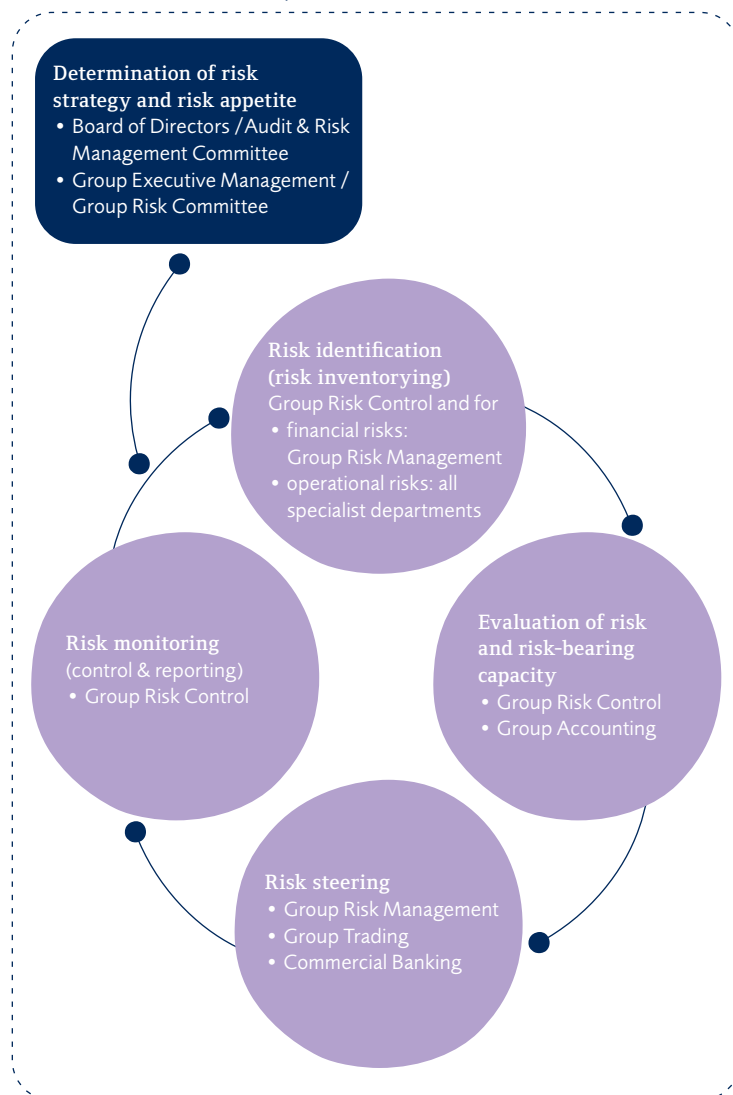 Determination of risk
strategy and risk appetite
• Board of Directors / Audit & Risk
Management Committee
• Group Executive Management /
Group Risk Committee
Risk identification
(risk inventorying)
Group Risk Control and for
• financial risks:
Group Risk Management
• operational risks: all
specialist departments
Evaluation of risk
and risk-bearing
capacity
• Group Risk Control
• Group Accounting
Risk steering
• Group Risk Management
• Group Trading
• Commercial Banking
Risk monitoring
(control & reporting)
• Group Risk Control